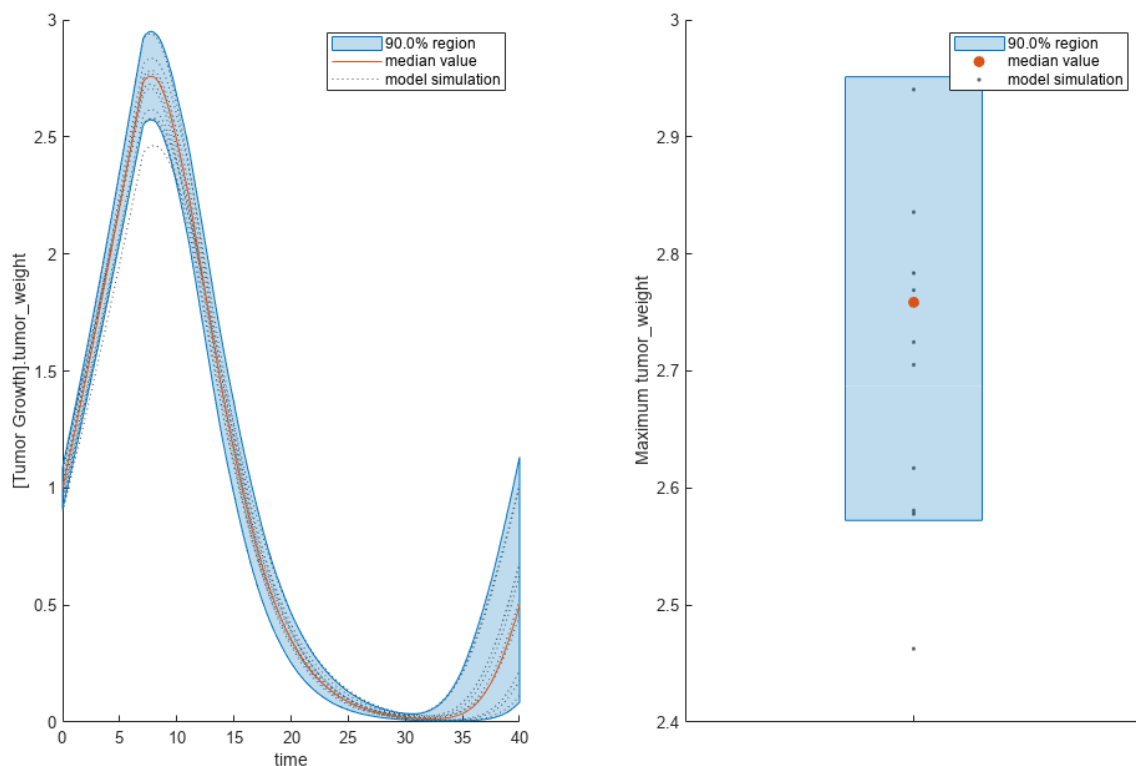 3
2.5
2
1.5
1
0.5
0
[Tumor Growth].tumor_weight
0 5 10 15 20 25 30 35 40
time
90.0% region
median value
model simulation
3
2.9
2.8
2.7
2.6
2.5
2.4
Maximum tumor_weight
90.0% region
median value
model simulation